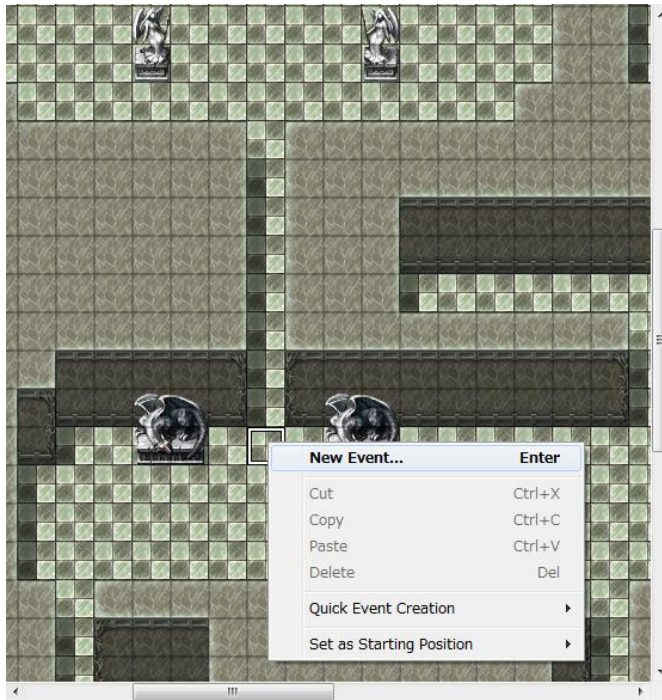 New Event... Enter
Cut Ctrl+X
Copy Ctrl+C
Paste Ctrl+V
Delete Del
Quick Event Creation
Set as Starting Position